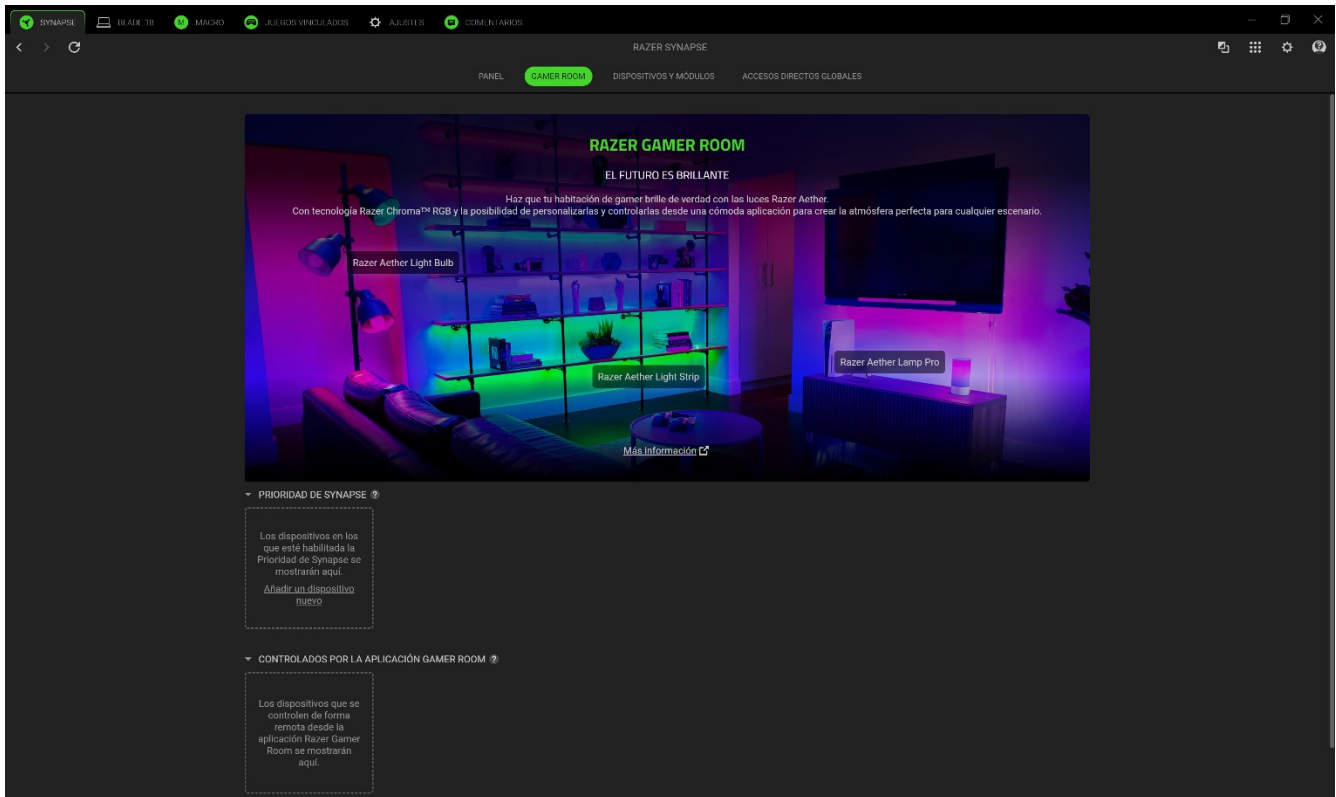 SYNAPSE
BLADE 18
MACRO
JUEGOS VINCULADOS
AJUSTES
COMENTARIOS
RAZER SYNAPSE
PANEL
GAMER ROOM
DISPOSITIVOS Y MÓDULOS
ACCESOS DIRECTOS GLOBALES
RAZER GAMER ROOM
EL FUTURO ES BRILLANTE
Haz que tu habitación de gamer brille de verdad con las luces Razer Aether.
Con tecnología Razer Chroma™ RGB y la posibilidad de personalizarlas y controlarlas desde una cómoda aplicación para crear la atmósfera perfecta para cualquier escenario.
Razer Aether Light Bulb
Razer Aether Lamp Pro
Razer Aether Light Strip
Más información
PRIORIDAD DE SYNAPSE ?
Los dispositivos en los
que esté habilitada la
Prioridad de Synapse se
mostrarán aquí.
Añadir un dispositivo
nuevo
CONTROLADOS POR LA APLICACIÓN GAMER ROOM ?
Los dispositivos que se
controlen de forma
remota desde la
aplicación Razer Gamer
Room se mostrarán
aquí.